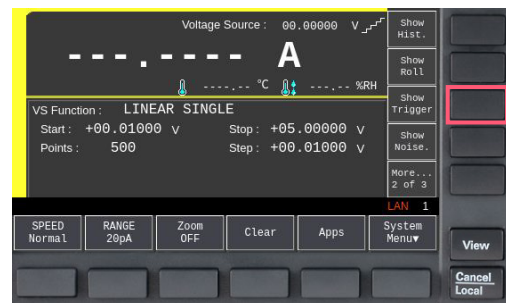 Voltage Source : 00.00000 V
---.---- A
----.-- °C ---.-- %RH
VS Function : LINEAR SINGLE
Start : +00.01000 V Stop : +05.00000 V
Points : 500 Step : +00.01000 V
Show
Hist.
Show
Roll
Show
Trigger
Show
Noise.
More...
2 of 3
LAN 1
SPEED
Normal
RANGE
20pA
Zoom
OFF
Clear
Apps
System
Menu▼
View
Cancel
Local